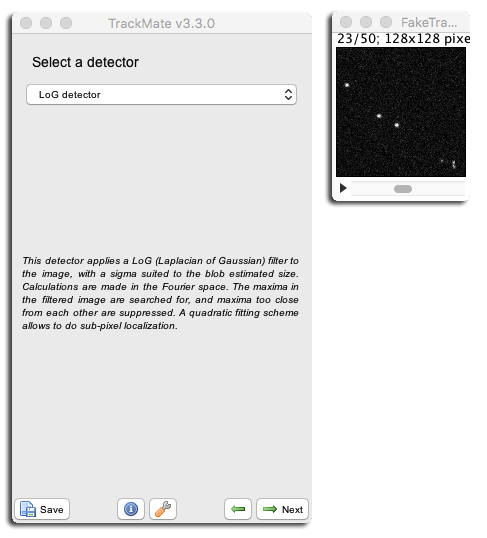 TrackMate v3.3.0
Select a detector
LoG detector
This detector applies a LoG (Laplacian of Gaussian) filter to
the image, with a sigma suited to the blob estimated size.
Calculations are made in the Fourier space. The maxima in
the filtered image are searched for, and maxima too close
from each other are suppressed. A quadratic fitting scheme
allows to do sub-pixel localization.
Save
Next
FakeTra...
23/50; 128x128 pixe